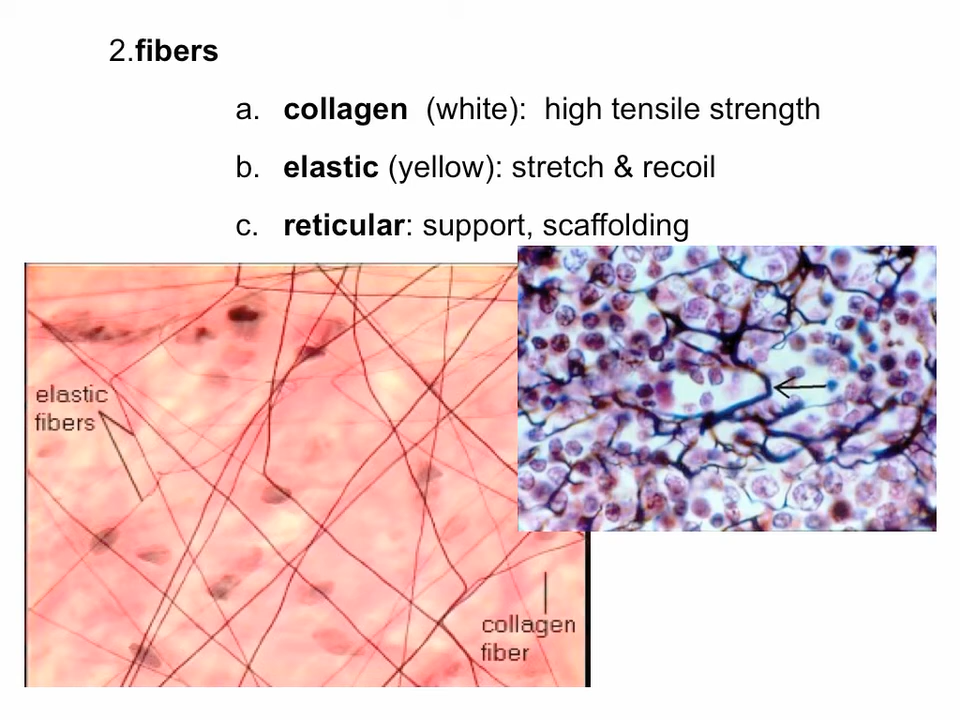 2.fibers
a. collagen (white): high tensile strength
b. elastic (yellow): stretch & recoil
c. reticular: support, scaffolding
elastic
fibers
collagen
fiber